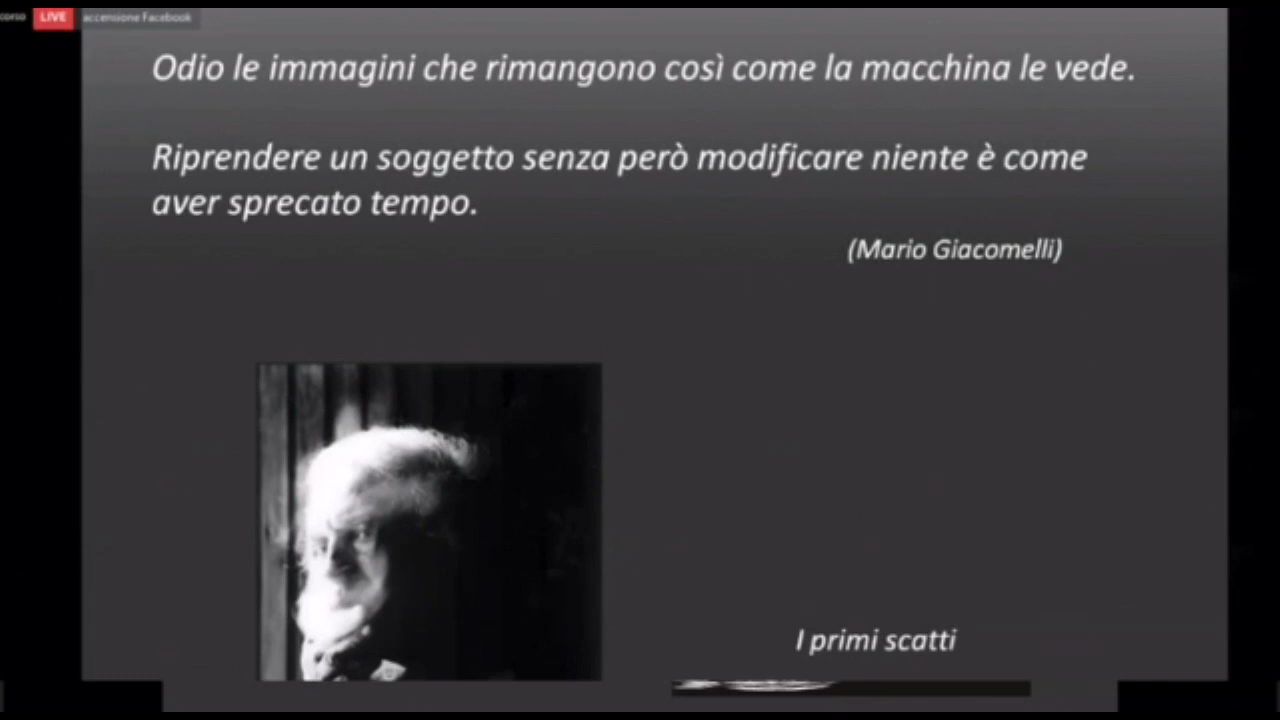 corso LIVE accensione Facebook
Odio le immagini che rimangono così come la macchina le vede.
Riprendere un soggetto senza però modificare niente è come
aver sprecato tempo.
(Mario Giacomelli)
I primi scatti